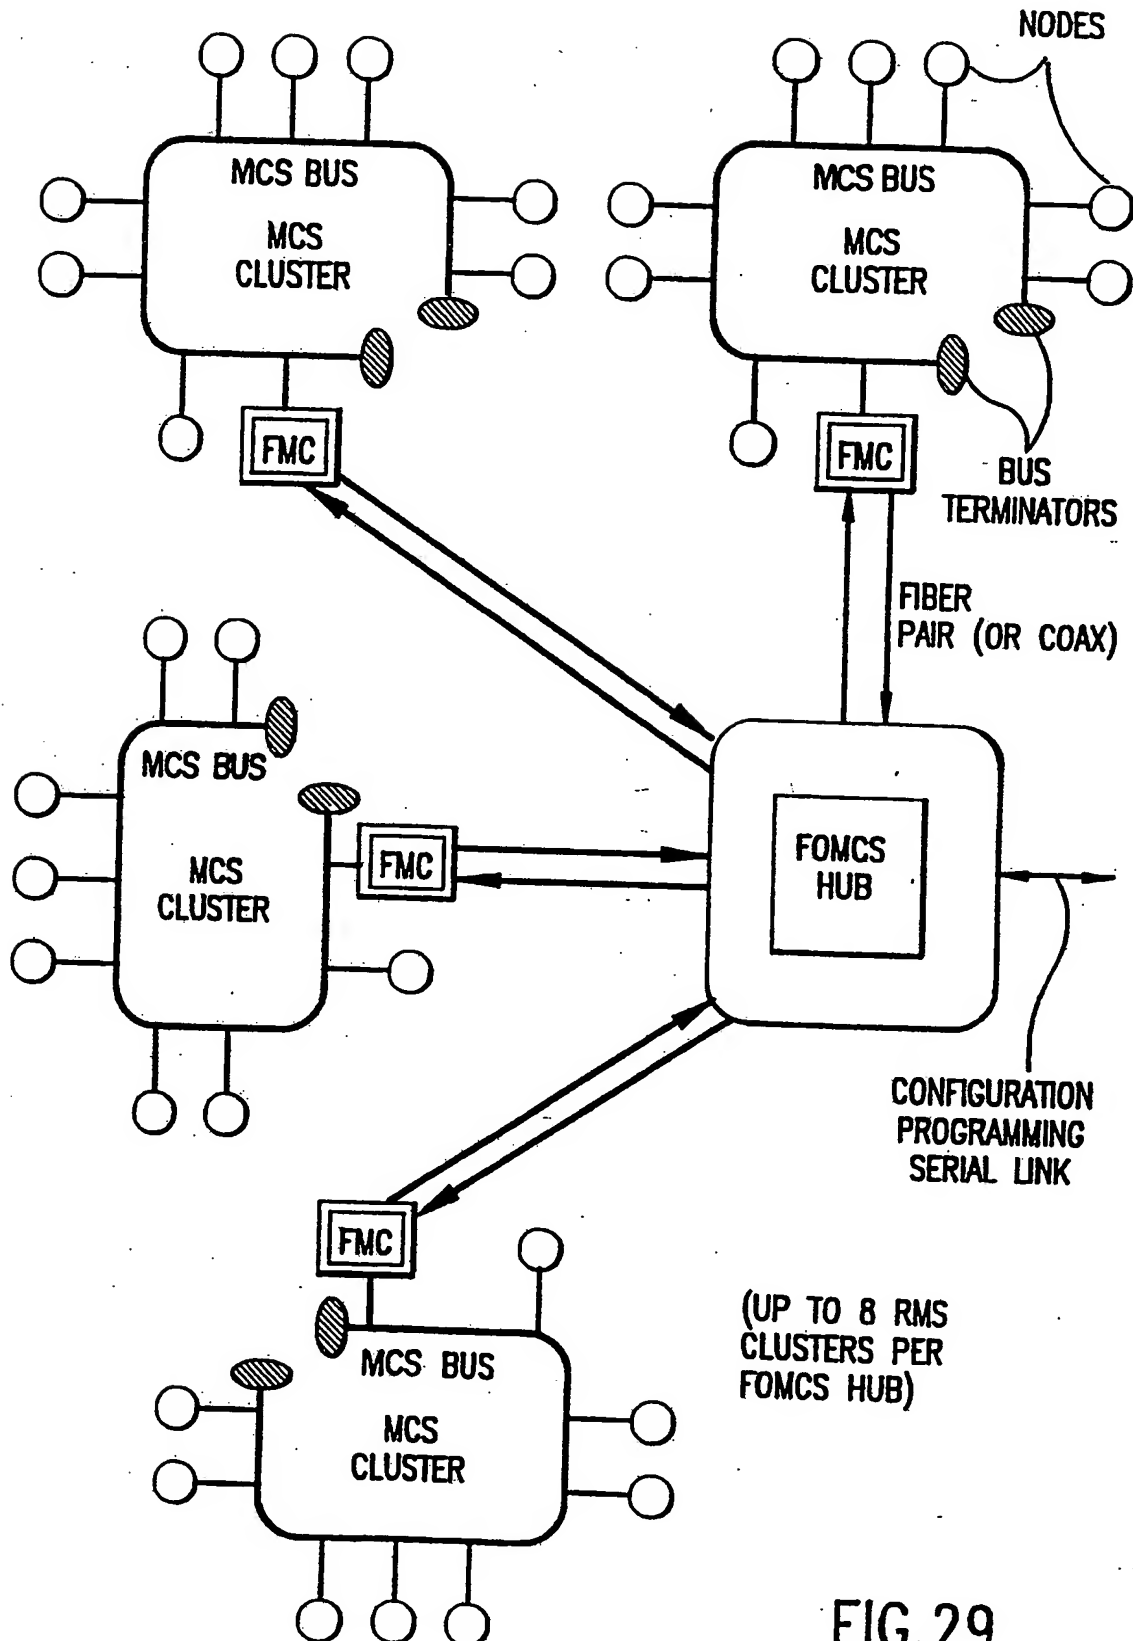 NODES
MCS BUS
MCS
CLUSTER
FMC
MCS BUS
MCS
CLUSTER
FMC
BUS
TERMINATORS
FIBER
PAIR (OR COAX)
MCS BUS
MCS
CLUSTER
FMC
FOMCS
HUB
CONFIGURATION
PROGRAMMING
SERIAL LINK
FMC
MCS BUS
MCS
CLUSTER
(UP TO 8 RMS
CLUSTERS PER
FOMCS HUB)
FIG. 29